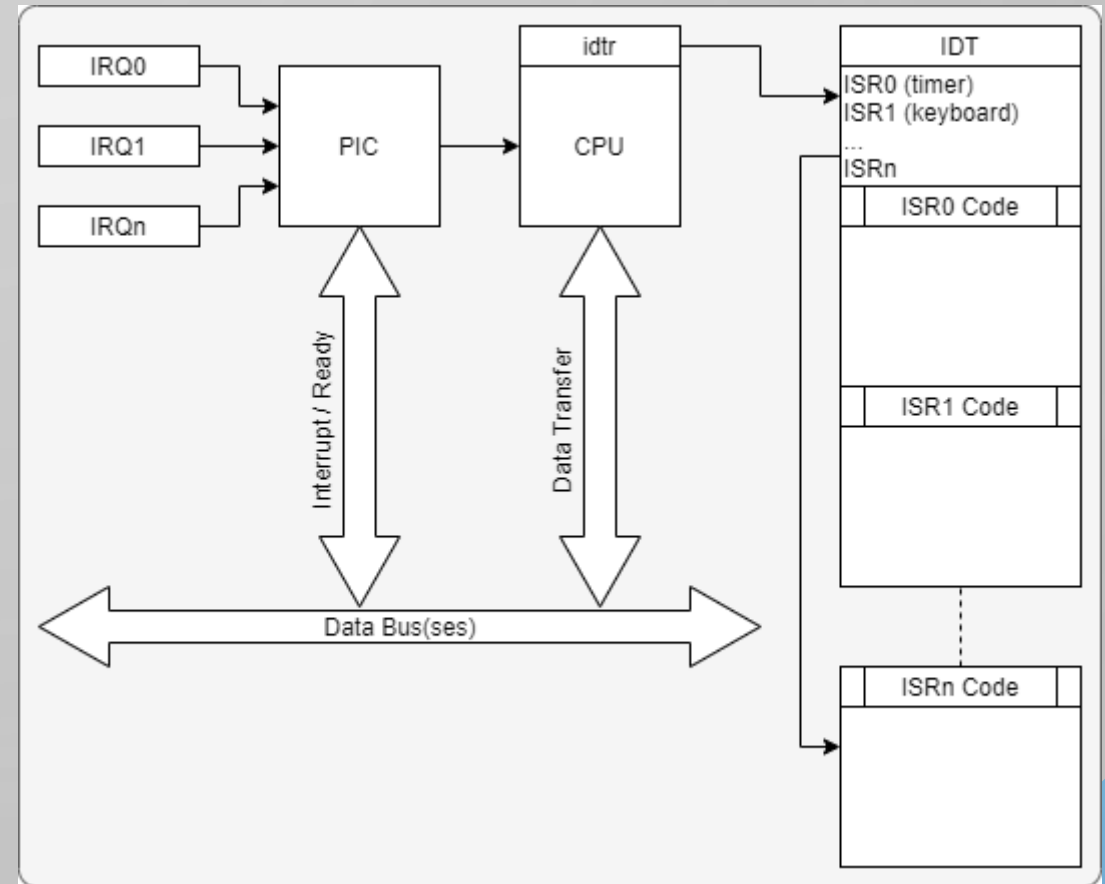 IRQ0
IRQ1
IRQn
PIC
idtr
CPU
IDT
ISR0 (timer)
ISR1 (keyboard)
...
ISRn
ISR0 Code
ISR1 Code
ISRn Code
Interrupt / Ready
Data Transfer
Data Bus(ses)